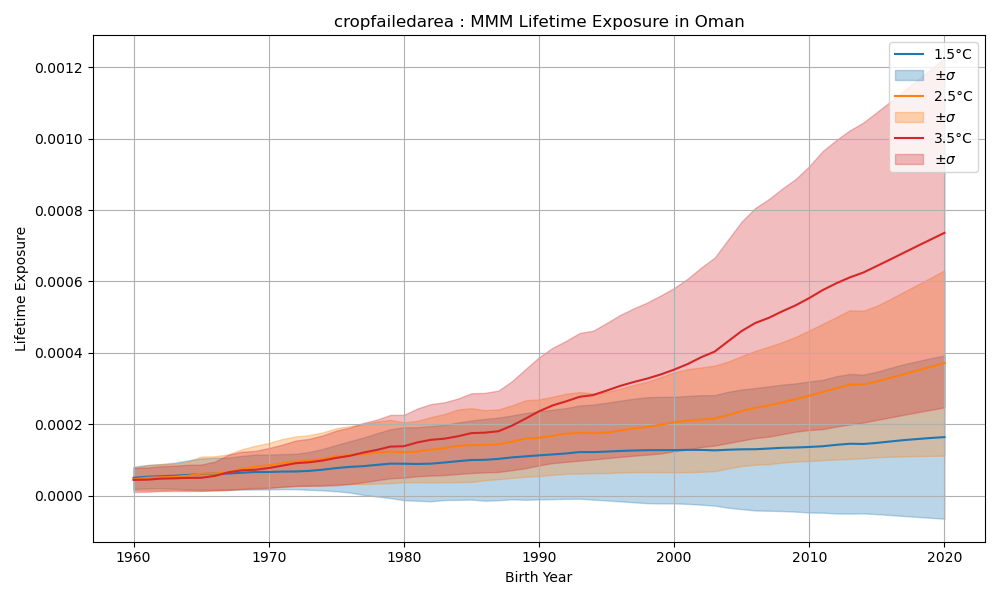 cropfailedarea : MMM Lifetime Exposure in Oman
1.5°C
±σ
2.5°C
±σ
3.5°C
±σ
Lifetime Exposure
0.0012
0.0010
0.0008
0.0006
0.0004
0.0002
0.0000
1960 1970 1980 1990 2000 2010 2020
Birth Year